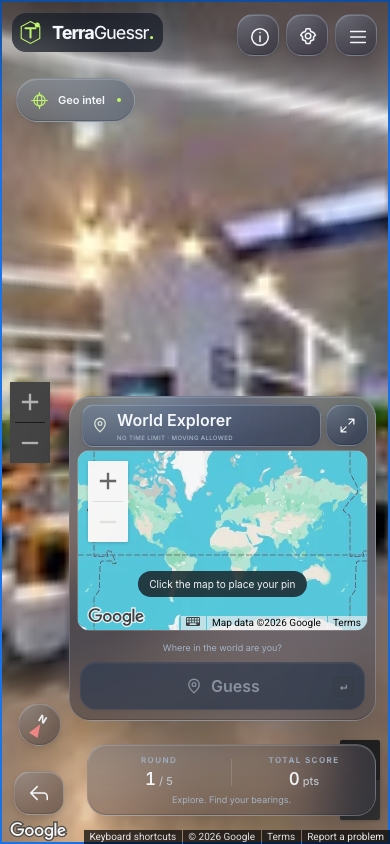 TerraGuessr.
Geo intel
World Explorer
NO TIME LIMIT · MOVING ALLOWED
Click the map to place your pin
Google
Map data ©2026 Google
Terms
Where in the world are you?
Guess
ROUND
TOTAL SCORE
1 / 5
0 pts
Explore. Find your bearings.
N
Google
Keyboard shortcuts
© 2026 Google
Terms
Report a problem